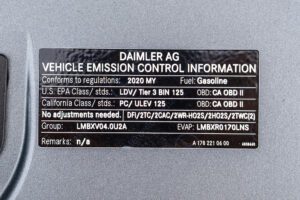 DAIMLER AG
VEHICLE EMISSION CONTROL INFORMATION
Conforms to regulations: 2020 MY Fuel: Gasoline
U.S. EPA Class/ stds.: LDV/ Tier 3 BIN 125 OBD: CA OBD II
California Class/ stds.: PC/ ULEV 125 OBD: CA OBD II
No adjustments needed. DFI/2TC/2CAC/2WR-HO2S/2HO2S/2TWC(2)
Group: LMBXV04.0U2A EVAP: LMBXR0170LNS
Remarks: n/a A 178 221 06 00